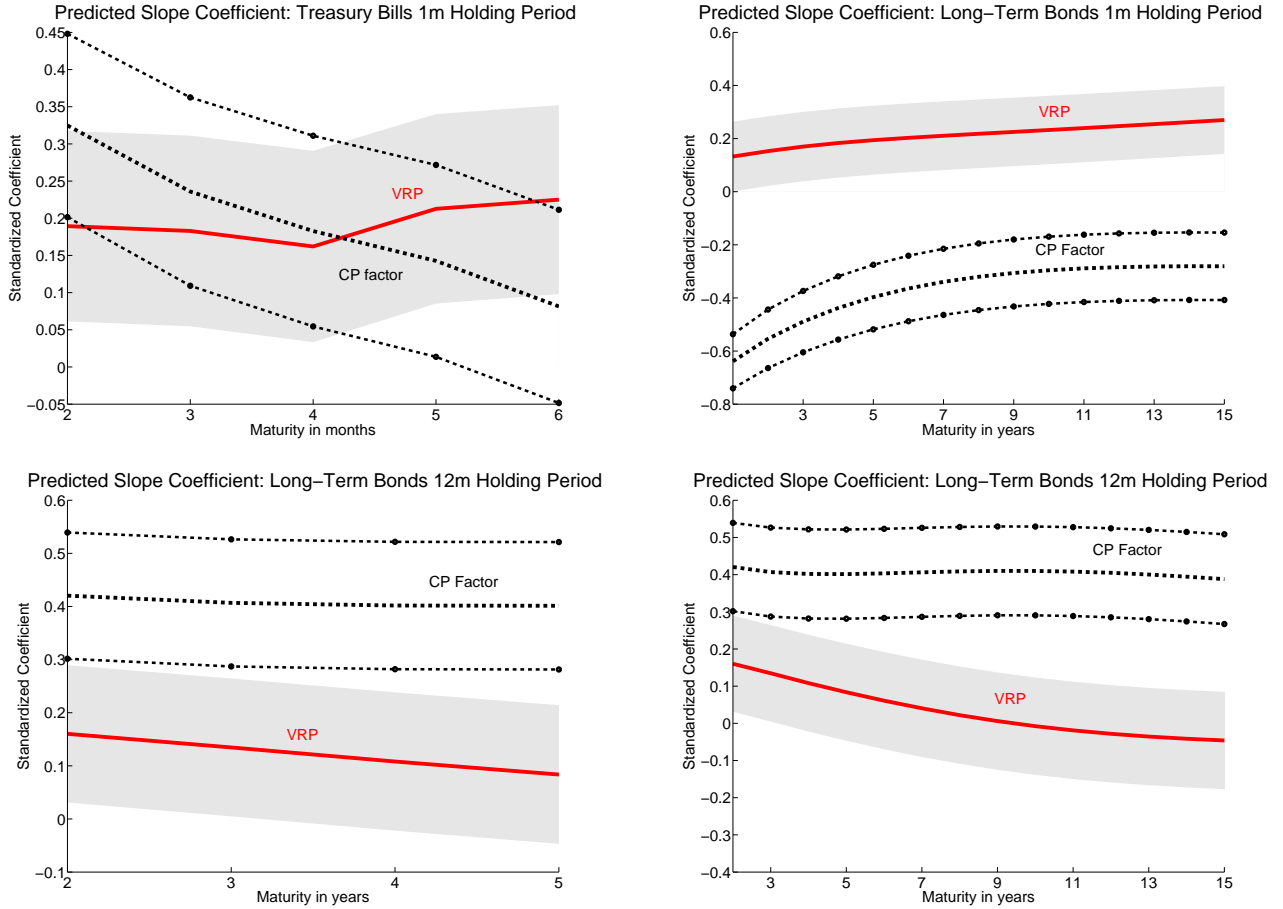 Predicted Slope Coefficient: Treasury Bills 1m Holding Period
0.45
0.4
0.35
0.3
0.25
0.2
0.15
0.1
0.05
0
−0.05
Standardized Coefficient
VRP
CP factor
2 3 4 5 6
Maturity in months
Predicted Slope Coefficient: Long−Term Bonds 1m Holding Period
0.6
0.4
0.2
0
−0.2
−0.4
−0.6
−0.8
Standardized Coefficient
VRP
CP Factor
3 5 7 9 11 13 15
Maturity in years
Predicted Slope Coefficient: Long−Term Bonds 12m Holding Period
0.6
0.5
0.4
0.3
0.2
0.1
0
−0.1
Standardized Coefficient
CP Factor
VRP
2 3 4 5
Maturity in years
Predicted Slope Coefficient: Long−Term Bonds 12m Holding Period
0.6
0.5
0.4
0.3
0.2
0.1
0
−0.1
−0.2
−0.3
−0.4
Standardized Coefficient
CP Factor
VRP
3 5 7 9 11 13 15
Maturity in years